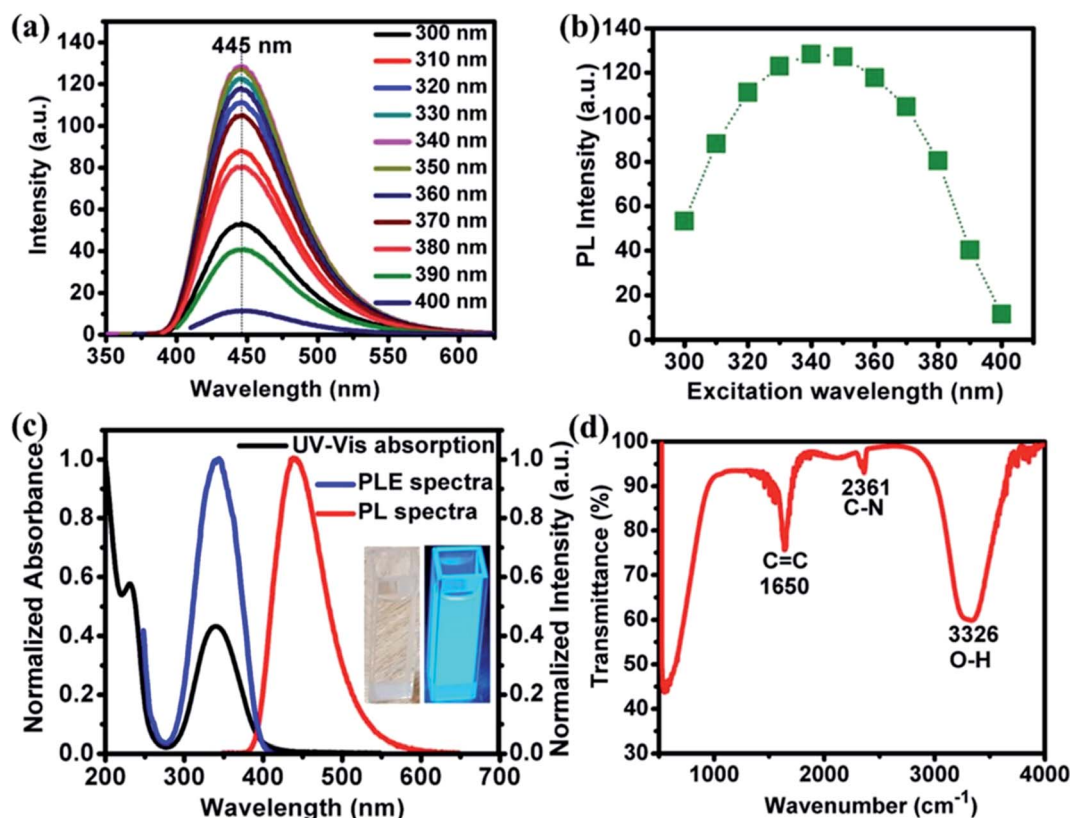 (a)
445 nm
140
120
100
80
60
40
20
0
Intensity (a.u.)
350 400 450 500 550 600
Wavelength (nm)
300 nm
310 nm
320 nm
330 nm
340 nm
350 nm
360 nm
370 nm
380 nm
390 nm
400 nm
(b)
140
120
100
80
60
40
20
0
PL Intensity (a.u.)
300 320 340 360 380 400
Excitation wavelength (nm)
(c)
UV-Vis absorption
PLE spectra
PL spectra
1.0
0.8
0.6
0.4
0.2
0.0
Normalized Absorbance
1.0
0.8
0.6
0.4
0.2
0.0
Normalized Intensity (a.u.)
200 300 400 500 600 700
Wavelength (nm)
(d)
100
90
80
70
60
50
40
30
Transmittance (%)
2361
C-N
C=C
1650
3326
O-H
1000 2000 3000 4000
Wavenumber (cm⁻¹)